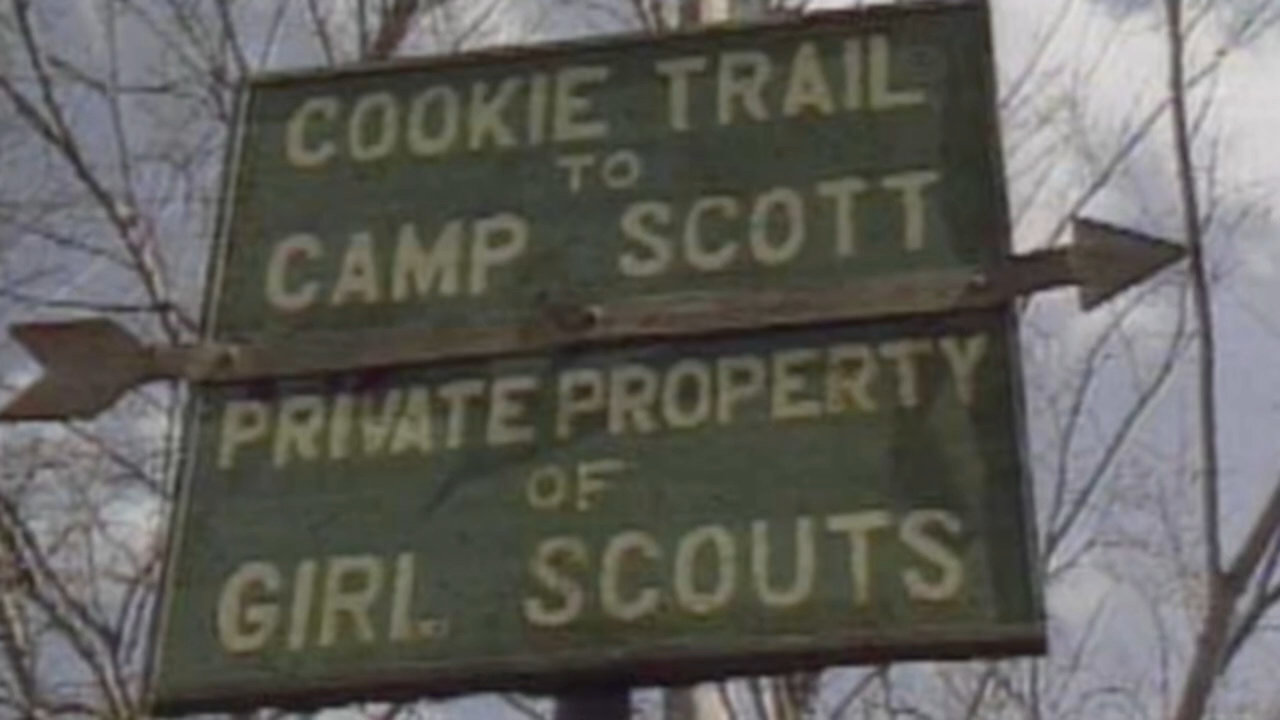 COOKIE TRAIL
TO
CAMP SCOTT
PRIVATE PROPERTY
OF
GIRL SCOUTS